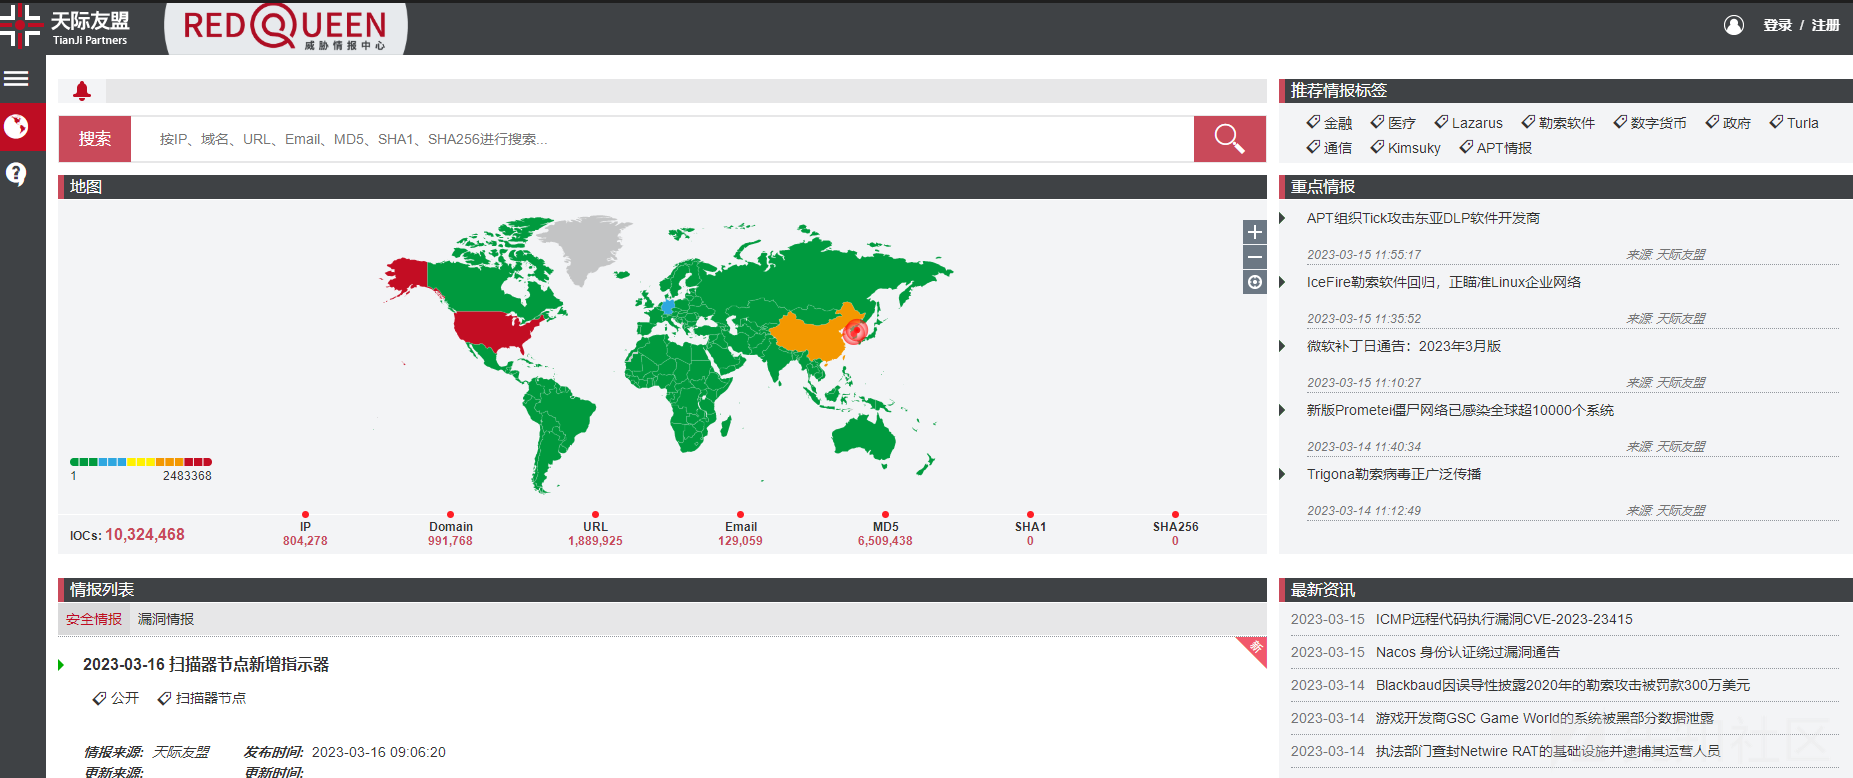 天际友盟
TianJi Partners
RED QUEEN
威胁情报中心
登录 / 注册
搜索
按IP、域名、URL、Email、MD5、SHA1、SHA256进行搜索...
地图
1
2483368
IOCs: 10,324,468
IP
804,278
Domain
991,768
URL
1,889,925
Email
129,059
MD5
6,509,438
SHA1
0
SHA256
0
情报列表
安全情报 漏洞情报
新
2023-03-16 扫描器节点新增指示器
公开 扫描器节点
情报来源: 天际友盟 发布时间: 2023-03-16 09:06:20
更新来源: 更新时间:
推荐情报标签
金融 医疗 Lazarus 勒索软件 数字货币 政府 Turla
通信 Kimsuky APT情报
重点情报
APT组织Tick攻击东亚DLP软件开发商
2023-03-15 11:55:17 来源: 天际友盟
IceFire勒索软件回归，正瞄准Linux企业网络
2023-03-15 11:35:52 来源: 天际友盟
微软补丁日通告：2023年3月版
2023-03-15 11:10:27 来源: 天际友盟
新版Prometei僵尸网络已感染全球超10000个系统
2023-03-14 11:40:34 来源: 天际友盟
Trigona勒索病毒正广泛传播
2023-03-14 11:12:49 来源: 天际友盟
最新资讯
2023-03-15 ICMP远程代码执行漏洞CVE-2023-23415
2023-03-15 Nacos 身份认证绕过漏洞通告
2023-03-14 Blackbaud因误导性披露2020年的勒索攻击被罚款300万美元
2023-03-14 游戏开发商GSC Game World的系统被黑部分数据泄露
2023-03-14 执法部门查封Netwire RAT的基础设施并逮捕其运营人员